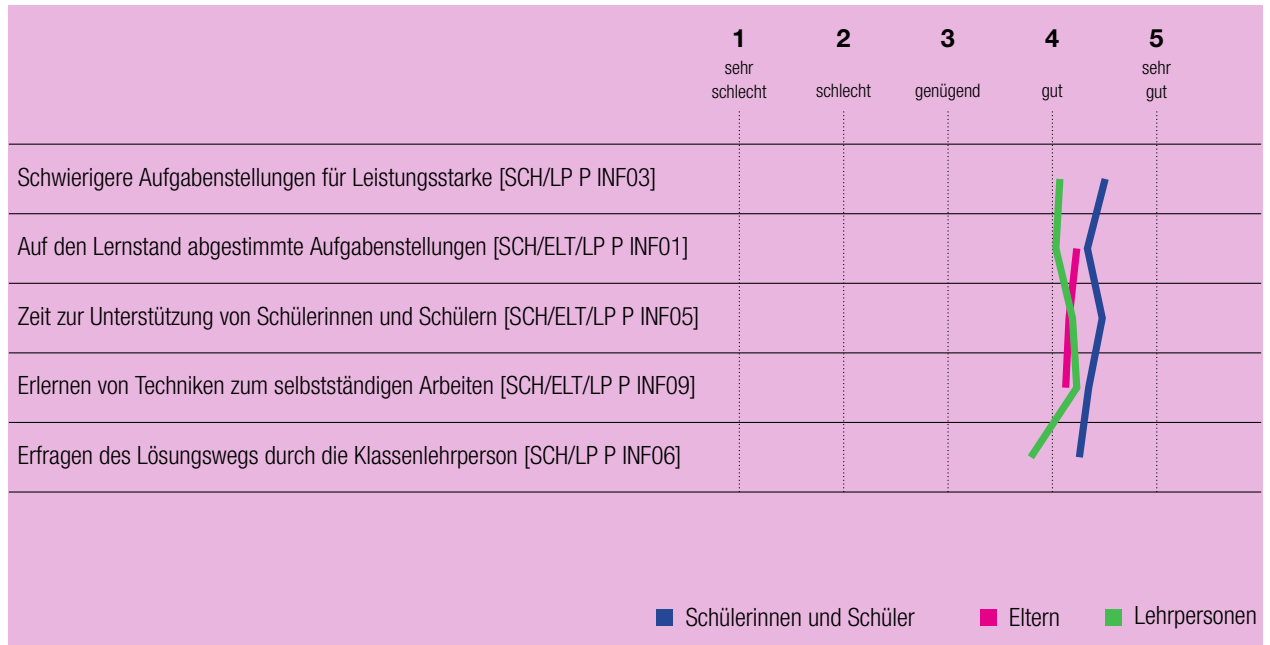 1 2 3 4 5
sehr schlecht schlecht genügend gut sehr gut
Schwierigere Aufgabenstellungen für Leistungsstarke [SCH/LP P INF03]
Auf den Lernstand abgestimmte Aufgabenstellungen [SCH/ELT/LP P INF01]
Zeit zur Unterstützung von Schülerinnen und Schülern [SCH/ELT/LP P INF05]
Erlernen von Techniken zum selbstständigen Arbeiten [SCH/ELT/LP P INF09]
Erfragen des Lösungswegs durch die Klassenlehrperson [SCH/LP P INF06]
Schülerinnen und Schüler Eltern Lehrpersonen